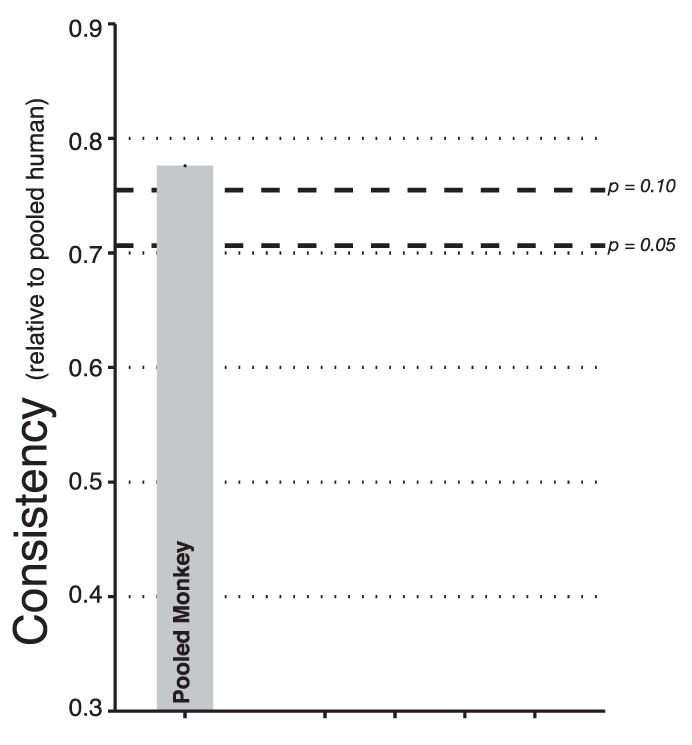 0.9
0.8
0.7
0.6
0.5
0.4
0.3
Consistency (relative to pooled human)
Pooled Monkey
p = 0.10
p = 0.05